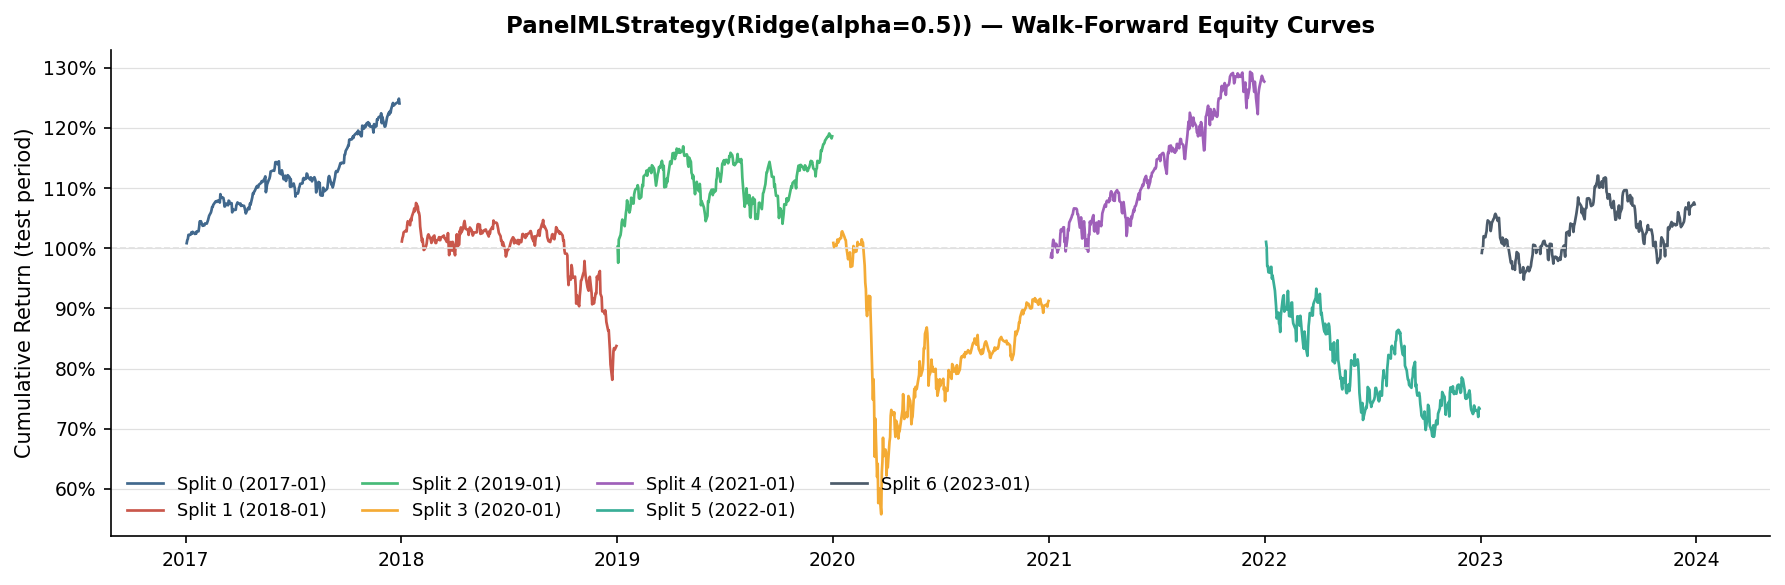 PanelMLStrategy(Ridge(alpha=0.5)) — Walk-Forward Equity Curves
Cumulative Return (test period)
130%
120%
110%
100%
90%
80%
70%
60%
Split 0 (2017-01)
Split 1 (2018-01)
Split 2 (2019-01)
Split 3 (2020-01)
Split 4 (2021-01)
Split 5 (2022-01)
Split 6 (2023-01)
2017
2018
2019
2020
2021
2022
2023
2024